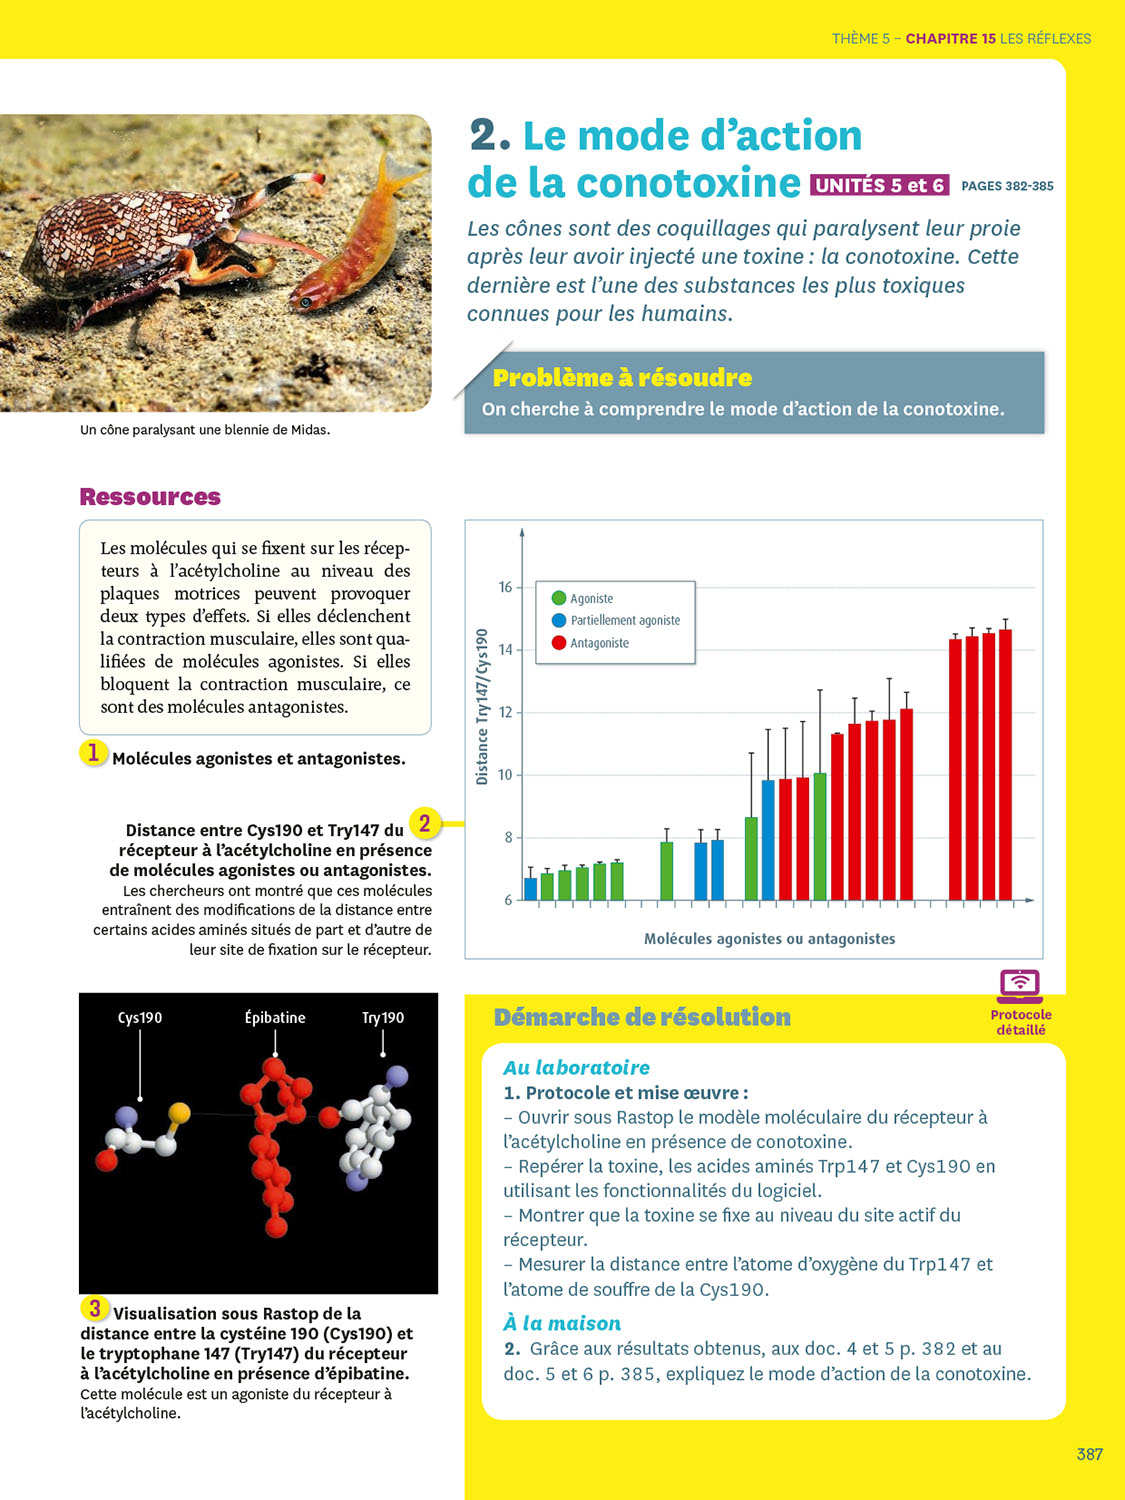 THÈME 5 – CHAPITRE 15 LES RÉFLEXES
2. Le mode d'action
de la conotoxine UNITÉS 5 et 6 PAGES 382-385
Les cônes sont des coquillages qui paralysent leur proie
après leur avoir injecté une toxine : la conotoxine. Cette
dernière est l'une des substances les plus toxiques
connues pour les humains.
Problème à résoudre
On cherche à comprendre le mode d'action de la conotoxine.
Un cône paralysant une blennie de Midas.
Ressources
Les molécules qui se fixent sur les récep-
teurs à l'acétylcholine au niveau des
plaques motrices peuvent provoquer
deux types d'effets. Si elles déclenchent
la contraction musculaire, elles sont qua-
lifiées de molécules agonistes. Si elles
bloquent la contraction musculaire, ce
sont des molécules antagonistes.
1 Molécules agonistes et antagonistes.
2
Distance entre Cys190 et Try147 du
récepteur à l'acétylcholine en présence
de molécules agonistes ou antagonistes.
Les chercheurs ont montré que ces molécules
entraînent des modifications de la distance entre
certains acides aminés situés de part et d'autre de
leur site de fixation sur le récepteur.
Distance Try147/Cys190
16
14
12
10
8
6
Agoniste
Partiellement agoniste
Antagoniste
Molécules agonistes ou antagonistes
Cys190 Épibatine Try190
3 Visualisation sous Rastop de la
distance entre la cystéine 190 (Cys190) et
le tryptophane 147 (Try147) du récepteur
à l'acétylcholine en présence d'épibatine.
Cette molécule est un agoniste du récepteur à
l'acétylcholine.
Démarche de résolution
Protocole
détaillé
Au laboratoire
1. Protocole et mise œuvre :
– Ouvrir sous Rastop le modèle moléculaire du récepteur à
l'acétylcholine en présence de conotoxine.
– Repérer la toxine, les acides aminés Trp147 et Cys190 en
utilisant les fonctionnalités du logiciel.
– Montrer que la toxine se fixe au niveau du site actif du
récepteur.
– Mesurer la distance entre l'atome d'oxygène du Trp147 et
l'atome de souffre de la Cys190.
À la maison
2. Grâce aux résultats obtenus, aux doc. 4 et 5 p. 382 et au
doc. 5 et 6 p. 385, expliquez le mode d'action de la conotoxine.
387